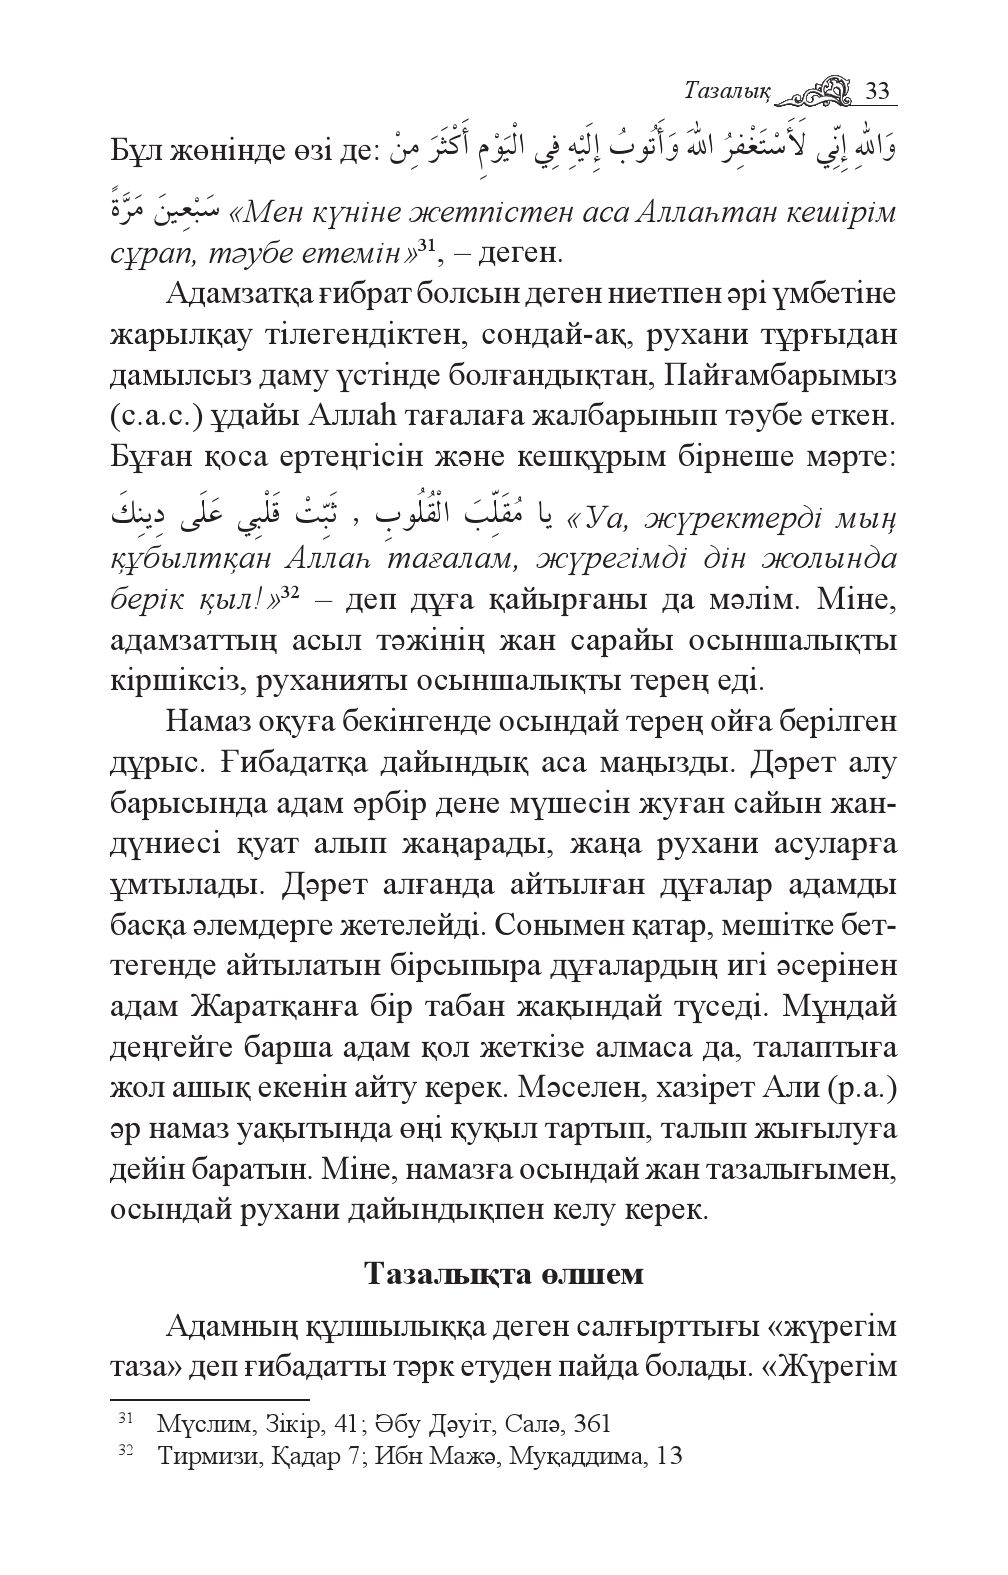 Тазалық 33
Бұл жөнінде өзі де: وَاللهِ إِنِّي لَأَسْتَغْفِرُ اللهَ وَأَتُوبُ إِلَيْهِ فِي الْيَوْمِ أَكْثَرَ مِنْ
سَبْعِينَ مَرَّةً «Мен күніне жетпістен аса Аллаһтан кешірім
сұрап, тәубе етемін»³¹, – деген.
Адамзатқа ғибрат болсын деген ниетпен әрі үмбетіне
жарылқау тілегендіктен, сондай-ақ, рухани тұрғыдан
дамылсыз даму үстінде болғандықтан, Пайғамбарымыз
(с.а.с.) ұдайы Аллаһ тағалаға жалбарынып тәубе еткен.
Бұған қоса ертеңгісін және кешқұрым бірнеше мәрте:
يا مُقَلِّبَ الْقُلُوبِ , ثَبِّتْ قَلْبِي عَلَى دِينِكَ «Уа, жүректерді мың
құбылтқан Аллаһ тағалам, жүрегімді дін жолында
берік қыл!»³² – деп дұға қайырғаны да мәлім. Міне,
адамзаттың асыл тәжінің жан сарайы осыншалықты
кіршіксіз, руханияты осыншалықты терең еді.
Намаз оқуға бекінгенде осындай терең ойға берілген
дұрыс. Ғибадатқа дайындық аса маңызды. Дәрет алу
барысында адам әрбір дене мүшесін жуған сайын жан-
дүниесі қуат алып жаңарады, жаңа рухани асуларға
ұмтылады. Дәрет алғанда айтылған дұғалар адамды
басқа әлемдерге жетелейді. Сонымен қатар, мешітке бет-
тегенде айтылатын бірсыпыра дұғалардың игі әсерінен
адам Жаратқанға бір табан жақындай түседі. Мұндай
деңгейге барша адам қол жеткізе алмаса да, талаптыға
жол ашық екенін айту керек. Мәселен, хазірет Али (р.а.)
әр намаз уақытында өңі қуқыл тартып, талып жығылуға
дейін баратын. Міне, намазға осындай жан тазалығымен,
осындай рухани дайындықпен келу керек.
Тазалықта өлшем
Адамның құлшылыққа деген салғырттығы «жүрегім
таза» деп ғибадатты тәрк етуден пайда болады. «Жүрегім
31 Мүслим, Зікір, 41; Әбу Дәуіт, Салә, 361
32 Тирмизи, Қадар 7; Ибн Мажә, Муқаддима, 13